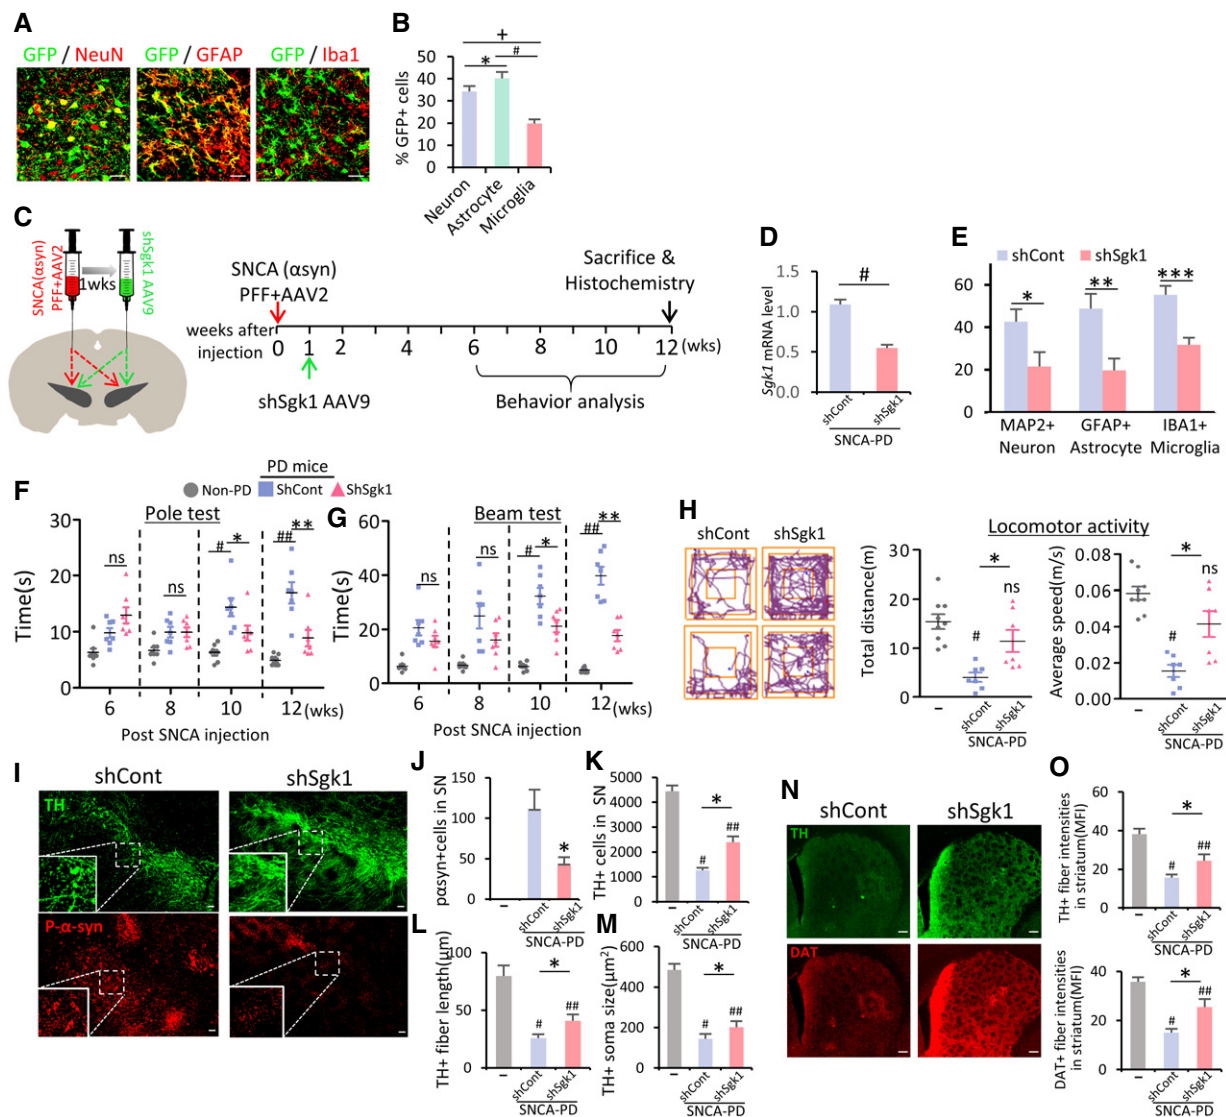 A
GFP / NeuN
GFP / GFAP
GFP / Iba1
B
% GFP+ cells
50
40
30
20
10
0
+
*
#
Neuron
Astrocyte
Microglia
C
SNCA(αsyn)
PFF+AAV2
1wks
shSgk1 AAV9
SNCA (αsyn)
PFF+AAV2
Sacrifice &
Histochemistry
weeks after
injection
0 1 2 4 6 8 10 12 (wks)
shSgk1 AAV9
Behavior analysis
D
Sgk1 mRNA level
1.5
1.0
0.5
0.0
#
shCont
shSgk1
SNCA-PD
E
shCont shSgk1
60
40
20
0
* ** ***
MAP2+
Neuron
GFAP+
Astrocyte
IBA1+
Microglia
PD mice
Non-PD ShCont ShSgk1
F
Pole test
Time(s)
30
20
10
0
ns
ns
# *
## **
6 8 10 12 (wks)
Post SNCA injection
G
Beam test
Time(s)
60
40
20
0
ns
ns
# *
## **
6 8 10 12 (wks)
Post SNCA injection
H
shCont shSgk1
Locomotor activity
Total distance(m)
30
20
10
0
*
#
ns
–
shCont
shSgk1
SNCA-PD
Average speed(m/s)
0.08
0.06
0.04
0.02
0.00
*
#
ns
–
shCont
shSgk1
SNCA-PD
I
shCont shSgk1
TH
P-α-syn
J
pαsyn+cells in SN
150
100
50
0
*
–
shCont
shSgk1
SNCA-PD
K
TH+ cells in SN
5000
4000
3000
2000
1000
0
*
#
##
–
shCont
shSgk1
SNCA-PD
L
TH+ fiber length(μm)
100
50
0
*
#
##
–
shCont
shSgk1
SNCA-PD
M
TH+ soma size(μm²)
600
400
200
0
*
#
##
–
shCont
shSgk1
SNCA-PD
N
shCont shSgk1
TH
DAT
O
TH+ fiber intensities
in striatum(MFI)
60
40
20
0
*
#
##
–
shCont
shSgk1
SNCA-PD
DAT+ fiber intensities
in striatum(MFI)
40
20
0
*
#
##
–
shCont
shSgk1
SNCA-PD